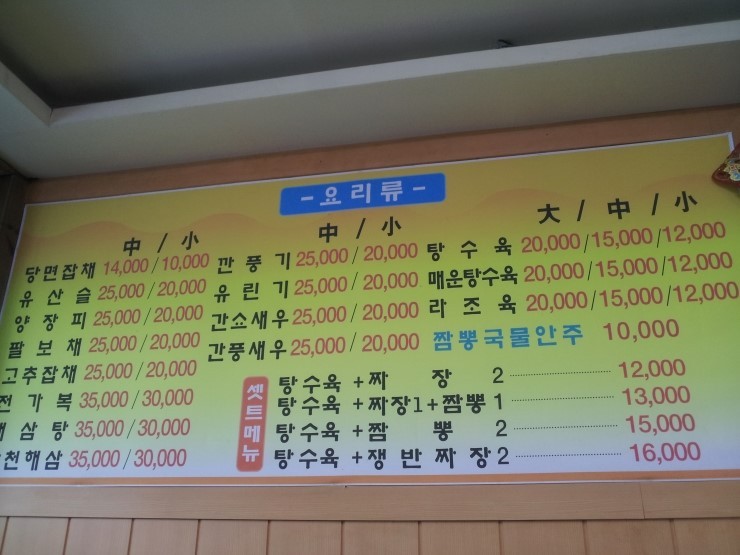 -요리류-
中 / 小
당면잡채 14,000 / 10,000
유산슬 25,000 / 20,000
양장피 25,000 / 20,000
팔보채 25,000 / 20,000
고추잡채 25,000 / 20,000
전가복 35,000 / 30,000
삼탕 35,000 / 30,000
천해삼 35,000 / 30,000
中 / 小
깐풍기 25,000 / 20,000
유린기 25,000 / 20,000
간쇼새우 25,000 / 20,000
간풍새우 25,000 / 20,000
大 / 中 / 小
탕수육 20,000/15,000/12,000
매운탕수육 20,000/15,000/12,000
라조육 20,000/15,000/12,000
짬뽕국물안주 10,000
셋트메뉴
탕수육+짜장 2 12,000
탕수육+짜장1+짬뽕1 13,000
탕수육+짬뽕 2 15,000
탕수육+쟁반짜장2 16,000